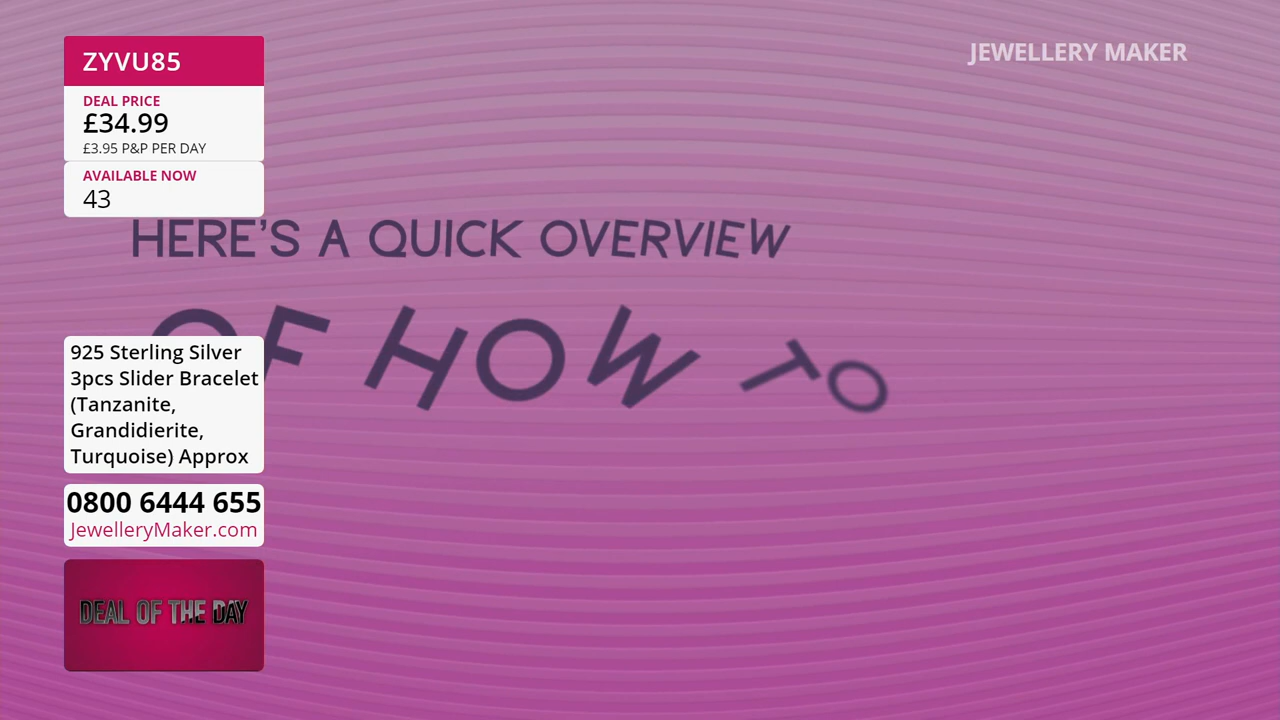 ZYVU85
DEAL PRICE
£34.99
£3.95 P&P PER DAY
AVAILABLE NOW
43
JEWELLERY MAKER
HERE'S A QUICK OVERVIEW
OF HOW TO
925 Sterling Silver
3pcs Slider Bracelet
(Tanzanite,
Grandidierite,
Turquoise) Approx
0800 6444 655
JewelleryMaker.com
DEAL OF THE DAY